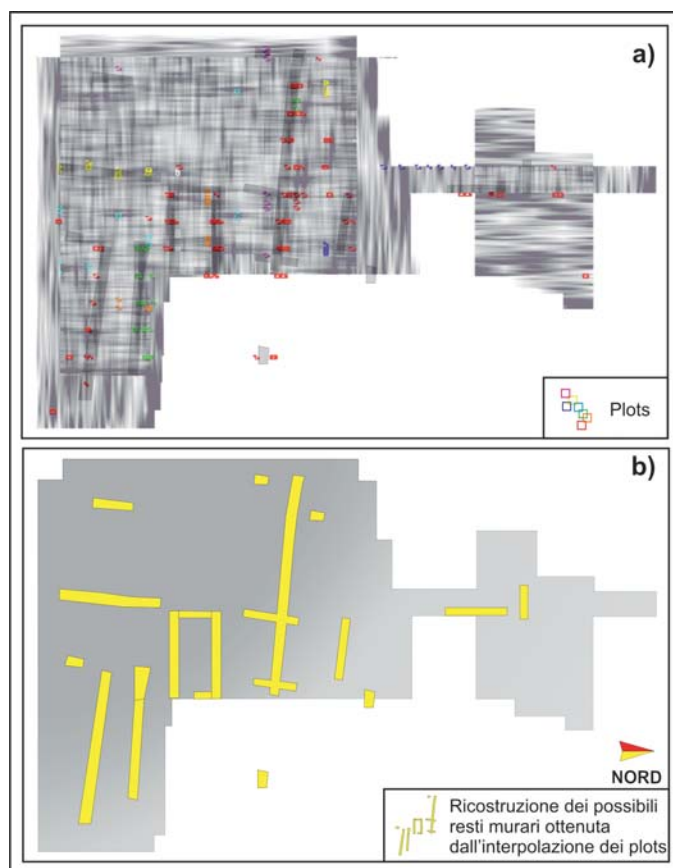 a)
Plots
b)
NORD
Ricostruzione dei possibili
resti murari ottenuta
dall'interpolazione dei plots